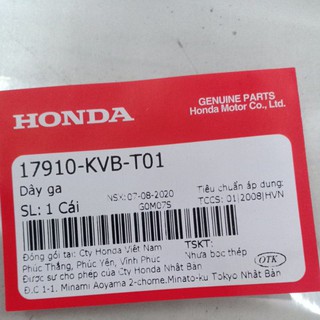 HONDA
GENUINE PARTS
Honda Motor Co., Ltd.
17910-KVB-T01
Dây ga
SL: 1 Cái
NSX: 07-08-2020
G0M07S
Tiêu chuẩn áp dụng:
TCCS: 01|2008|HVN
Đóng gói tại: Cty Honda Việt Nam
Phúc Thắng, Phúc Yên, Vĩnh Phúc
Được sự cho phép của Cty Honda Nhật Bản
Đ.C 1-1, Minami Aoyama 2-chome,Minato-ku Tokyo Nhật Bản
TSKT:
Nhựa bọc thép
OTK